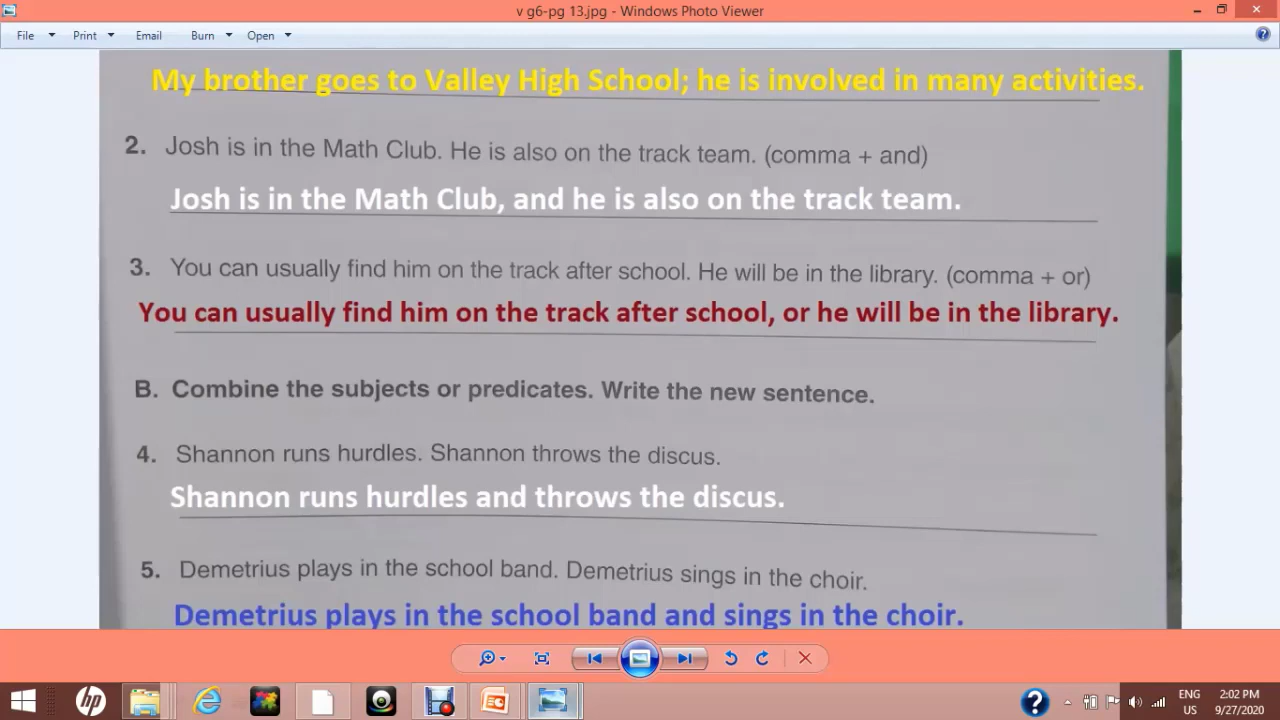 v g6-pg 13.jpg - Windows Photo Viewer
File Print Email Burn Open
My brother goes to Valley High School; he is involved in many activities.
2. Josh is in the Math Club. He is also on the track team. (comma + and)
Josh is in the Math Club, and he is also on the track team.
3. You can usually find him on the track after school. He will be in the library. (comma + or)
You can usually find him on the track after school, or he will be in the library.
B. Combine the subjects or predicates. Write the new sentence.
4. Shannon runs hurdles. Shannon throws the discus.
Shannon runs hurdles and throws the discus.
5. Demetrius plays in the school band. Demetrius sings in the choir.
Demetrius plays in the school band and sings in the choir.
hp
ENG 2:02 PM
US 9/27/2020